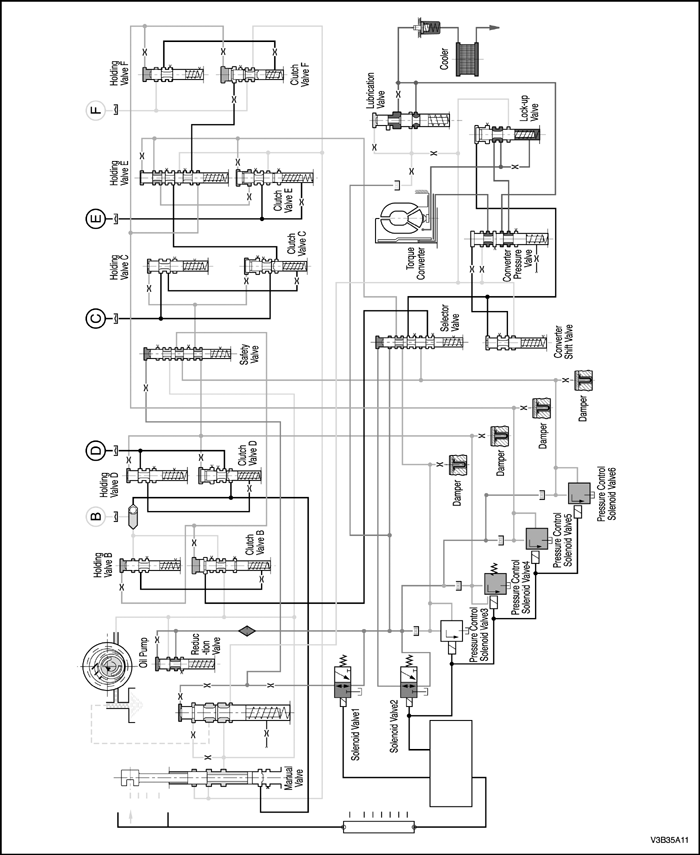 Holding
Valve F
Clutch
Valve F
F
Holding
Valve E
Clutch
Valve E
E
Holding
Valve C
Clutch
Valve C
C
Safety
Valve
D
Holding
Valve D
Clutch
Valve D
B
Holding
Valve B
Clutch
Valve B
Oil Pump
Reduc
-tion
Valve
Marual
Valve
Cooler
Lubrication
Valve
Lock-up
Valve
Torque
Converter
Converter
Pressure
Valve
Selector
Valve
Converter
Shift Valve
Damper
Damper
Damper
Damper
Pressure Control
Solenoid Valve6
Pressure Control
Solenoid Valve5
Pressure Control
Solenoid Valve4
Pressure Control
Solenoid Valve3
Solenoid Valve2
Solenoid Valve1
V3B35A11